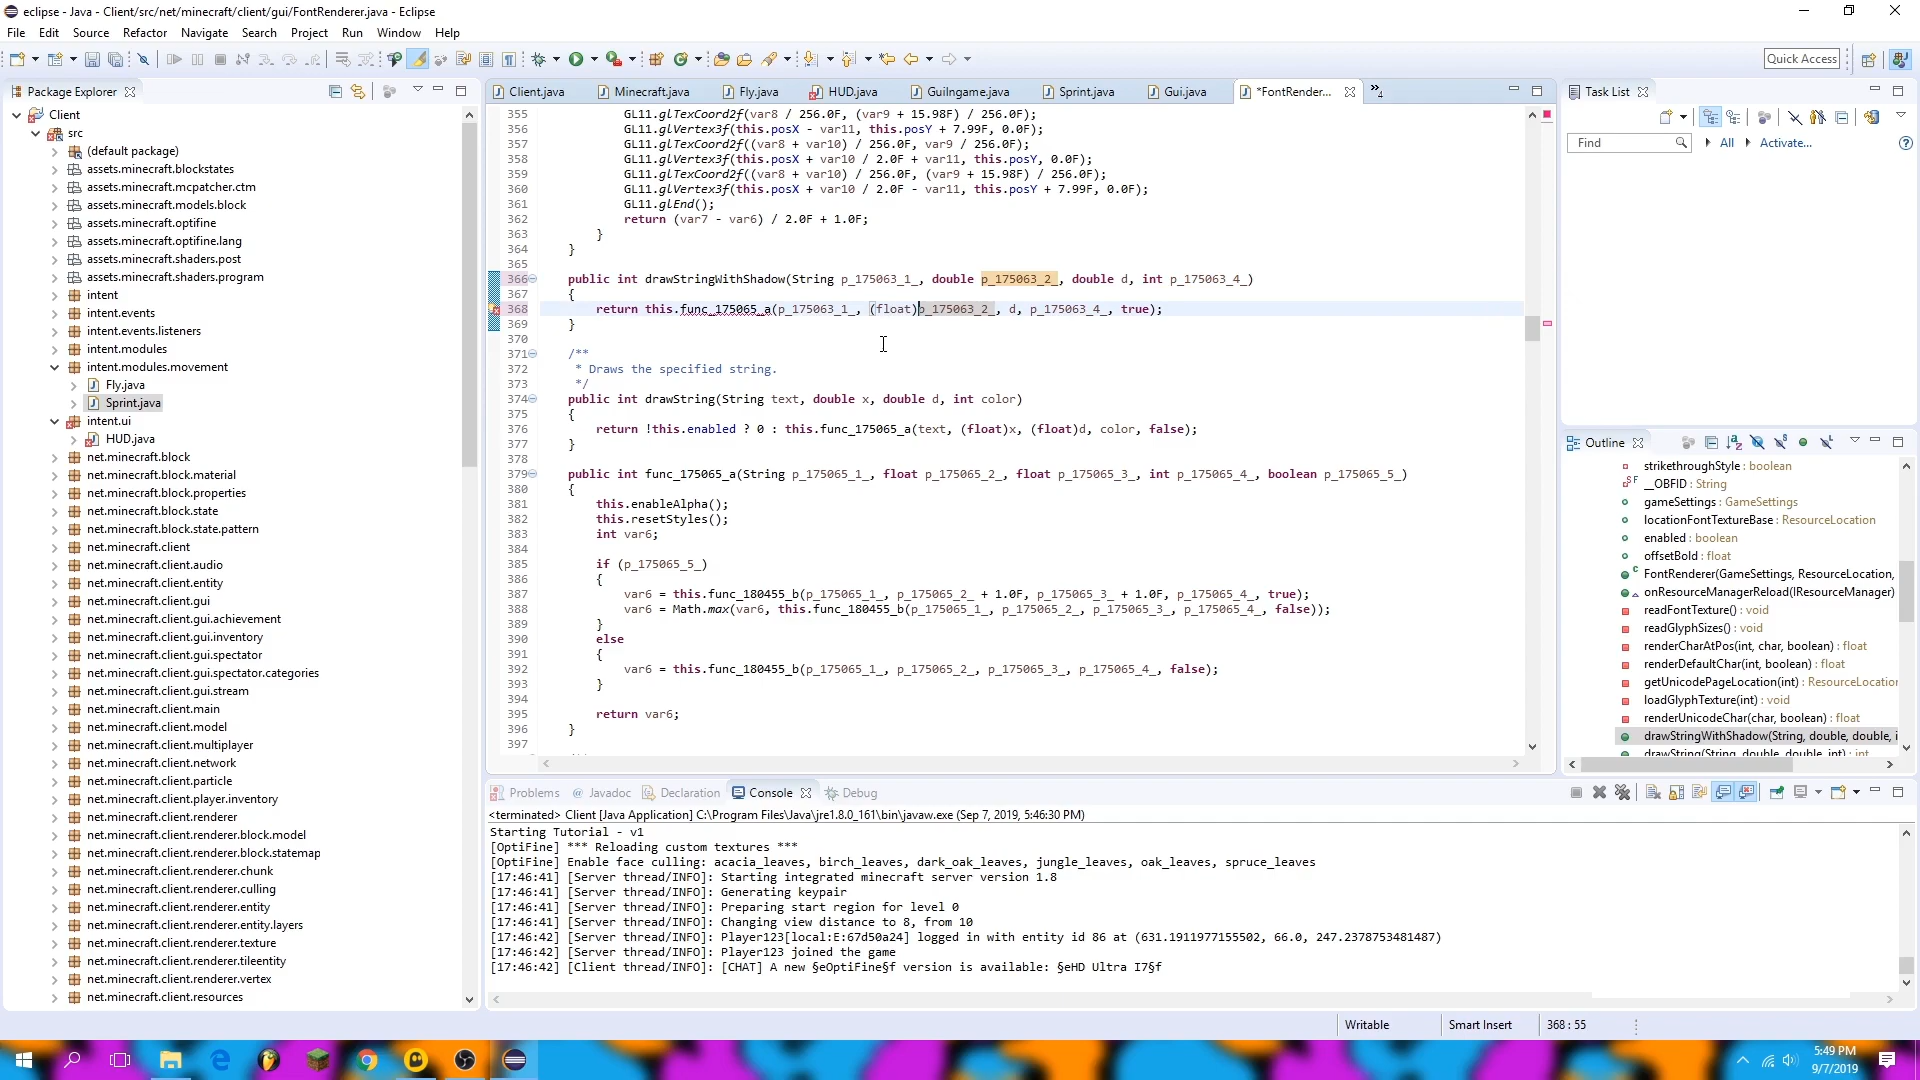 eclipse - Java - Client/src/net/minecraft/client/gui/FontRenderer.java - Eclipse
File Edit Source Refactor Navigate Search Project Run Window Help
Quick Access
Package Explorer
Client
src
(default package)
assets.minecraft.blockstates
assets.minecraft.mcpatcher.ctm
assets.minecraft.models.block
assets.minecraft.optifine
assets.minecraft.optifine.lang
assets.minecraft.shaders.post
assets.minecraft.shaders.program
intent
intent.events
intent.events.listeners
intent.modules
intent.modules.movement
Fly.java
Sprint.java
intent.ui
HUD.java
net.minecraft.block
net.minecraft.block.material
net.minecraft.block.properties
net.minecraft.block.state
net.minecraft.block.state.pattern
net.minecraft.client
net.minecraft.client.audio
net.minecraft.client.entity
net.minecraft.client.gui
net.minecraft.client.gui.achievement
net.minecraft.client.gui.inventory
net.minecraft.client.gui.spectator
net.minecraft.client.gui.spectator.categories
net.minecraft.client.gui.stream
net.minecraft.client.main
net.minecraft.client.model
net.minecraft.client.multiplayer
net.minecraft.client.network
net.minecraft.client.particle
net.minecraft.client.player.inventory
net.minecraft.client.renderer
net.minecraft.client.renderer.block.model
net.minecraft.client.renderer.block.statemap
net.minecraft.client.renderer.chunk
net.minecraft.client.renderer.culling
net.minecraft.client.renderer.entity
net.minecraft.client.renderer.entity.layers
net.minecraft.client.renderer.texture
net.minecraft.client.renderer.tileentity
net.minecraft.client.renderer.vertex
net.minecraft.client.resources
Client.java Minecraft.java Fly.java HUD.java GuiIngame.java Sprint.java Gui.java *FontRender... »4
355 GL11.glTexCoord2f(var8 / 256.0F, (var9 + 15.98F) / 256.0F);
356 GL11.glVertex3f(this.posX - var11, this.posY + 7.99F, 0.0F);
357 GL11.glTexCoord2f((var8 + var10) / 256.0F, var9 / 256.0F);
358 GL11.glVertex3f(this.posX + var10 / 2.0F + var11, this.posY, 0.0F);
359 GL11.glTexCoord2f((var8 + var10) / 256.0F, (var9 + 15.98F) / 256.0F);
360 GL11.glVertex3f(this.posX + var10 / 2.0F - var11, this.posY + 7.99F, 0.0F);
361 GL11.glEnd();
362 return (var7 - var6) / 2.0F + 1.0F;
363 }
364 }
365
366 public int drawStringWithShadow(String p_175063_1_, double p_175063_2_, double d, int p_175063_4_)
367 {
368 return this.func_175065_a(p_175063_1_, (float)p_175063_2_, d, p_175063_4_, true);
369 }
370
371 /**
372 * Draws the specified string.
373 */
374 public int drawString(String text, double x, double d, int color)
375 {
376 return !this.enabled ? 0 : this.func_175065_a(text, (float)x, (float)d, color, false);
377 }
378
379 public int func_175065_a(String p_175065_1_, float p_175065_2_, float p_175065_3_, int p_175065_4_, boolean p_175065_5_)
380 {
381 this.enableAlpha();
382 this.resetStyles();
383 int var6;
384
385 if (p_175065_5_)
386 {
387 var6 = this.func_180455_b(p_175065_1_, p_175065_2_ + 1.0F, p_175065_3_ + 1.0F, p_175065_4_, true);
388 var6 = Math.max(var6, this.func_180455_b(p_175065_1_, p_175065_2_, p_175065_3_, p_175065_4_, false));
389 }
390 else
391 {
392 var6 = this.func_180455_b(p_175065_1_, p_175065_2_, p_175065_3_, p_175065_4_, false);
393 }
394
395 return var6;
396 }
397
Problems @ Javadoc Declaration Console Debug
<terminated> Client [Java Application] C:\Program Files\Java\jre1.8.0_161\bin\javaw.exe (Sep 7, 2019, 5:46:30 PM)
Starting Tutorial - v1
[OptiFine] *** Reloading custom textures ***
[OptiFine] Enable face culling: acacia_leaves, birch_leaves, dark_oak_leaves, jungle_leaves, oak_leaves, spruce_leaves
[17:46:41] [Server thread/INFO]: Starting integrated minecraft server version 1.8
[17:46:41] [Server thread/INFO]: Generating keypair
[17:46:41] [Server thread/INFO]: Preparing start region for level 0
[17:46:41] [Server thread/INFO]: Changing view distance to 8, from 10
[17:46:42] [Server thread/INFO]: Player123[local:E:67d50a24] logged in with entity id 86 at (631.1911977155502, 66.0, 247.2378753481487)
[17:46:42] [Server thread/INFO]: Player123 joined the game
[17:46:42] [Client thread/INFO]: [CHAT] A new §eOptiFine§f version is available: §eHD Ultra I7§f
Task List
Find All Activate...
Outline
strikethroughStyle : boolean
__OBFID : String
gameSettings : GameSettings
locationFontTextureBase : ResourceLocation
enabled : boolean
offsetBold : float
FontRenderer(GameSettings, ResourceLocation,
onResourceManagerReload(IResourceManager)
readFontTexture() : void
readGlyphSizes() : void
renderCharAtPos(int, char, boolean) : float
renderDefaultChar(int, boolean) : float
getUnicodePageLocation(int) : ResourceLocation
loadGlyphTexture(int) : void
renderUnicodeChar(char, boolean) : float
drawStringWithShadow(String, double, double, i
drawString(String, double, double, int) : int
Writable Smart Insert 368 : 55
5:49 PM
9/7/2019